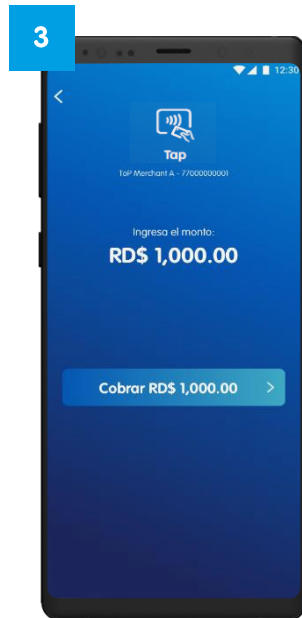 3
12:30
Tap
ToP Merchant A - 77000000001
Ingresa el monto:
RD$ 1,000.00
Cobrar RD$ 1,000.00